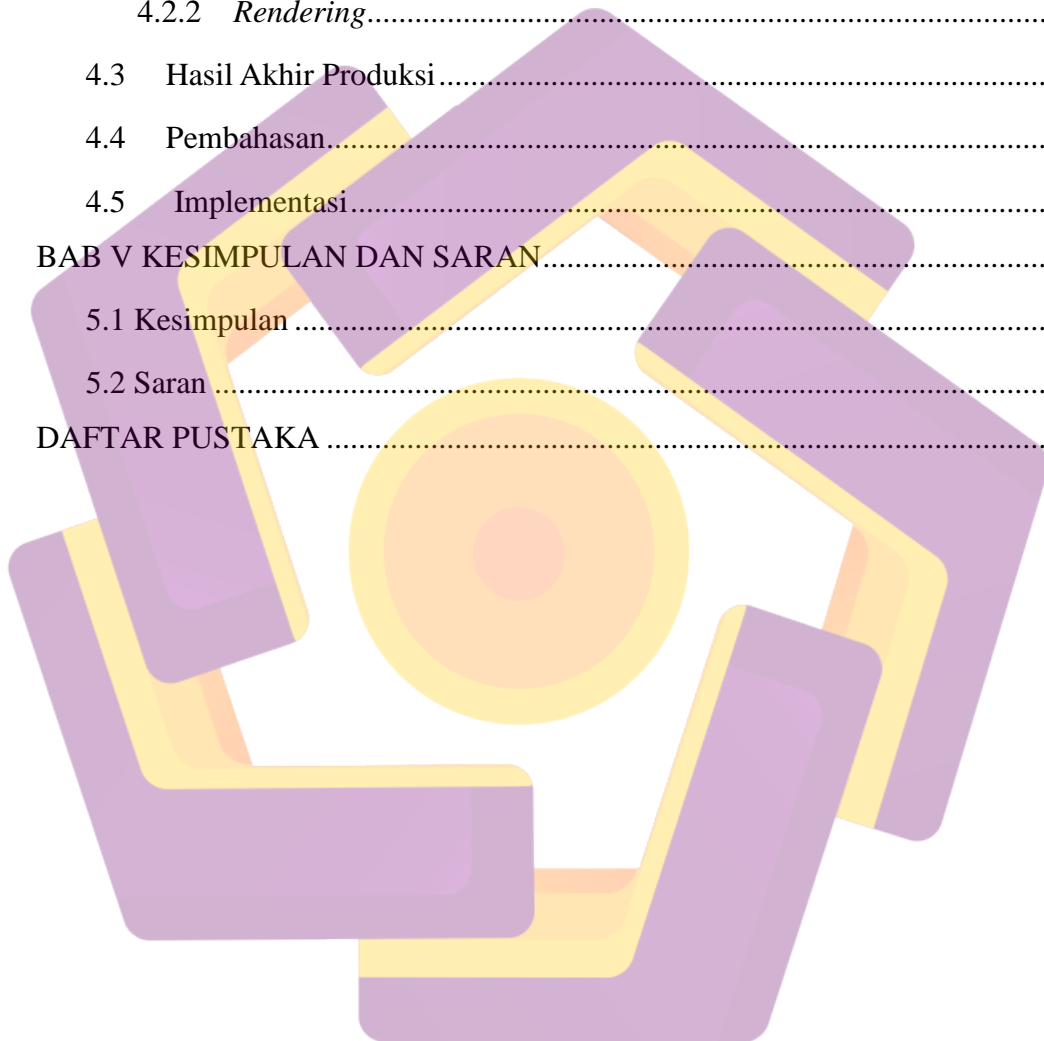 4.2.2 Rendering..........................................................................................
4.3 Hasil Akhir Produksi..............................................................................
4.4 Pembahasan............................................................................................
4.5 Implementasi.........................................................................................
BAB V KESIMPULAN DAN SARAN...............................................................
5.1 Kesimpulan ...............................................................................................
5.2 Saran ........................................................................................................
DAFTAR PUSTAKA ...........................................................................................